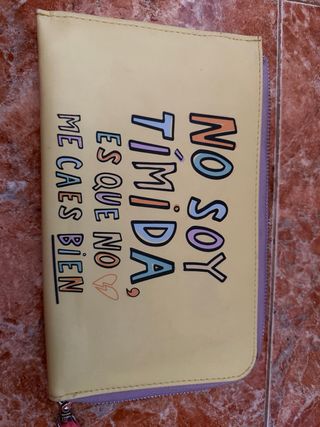 NO SOY
TÍMIDA,
ES QUE NO
ME CAES BIEN